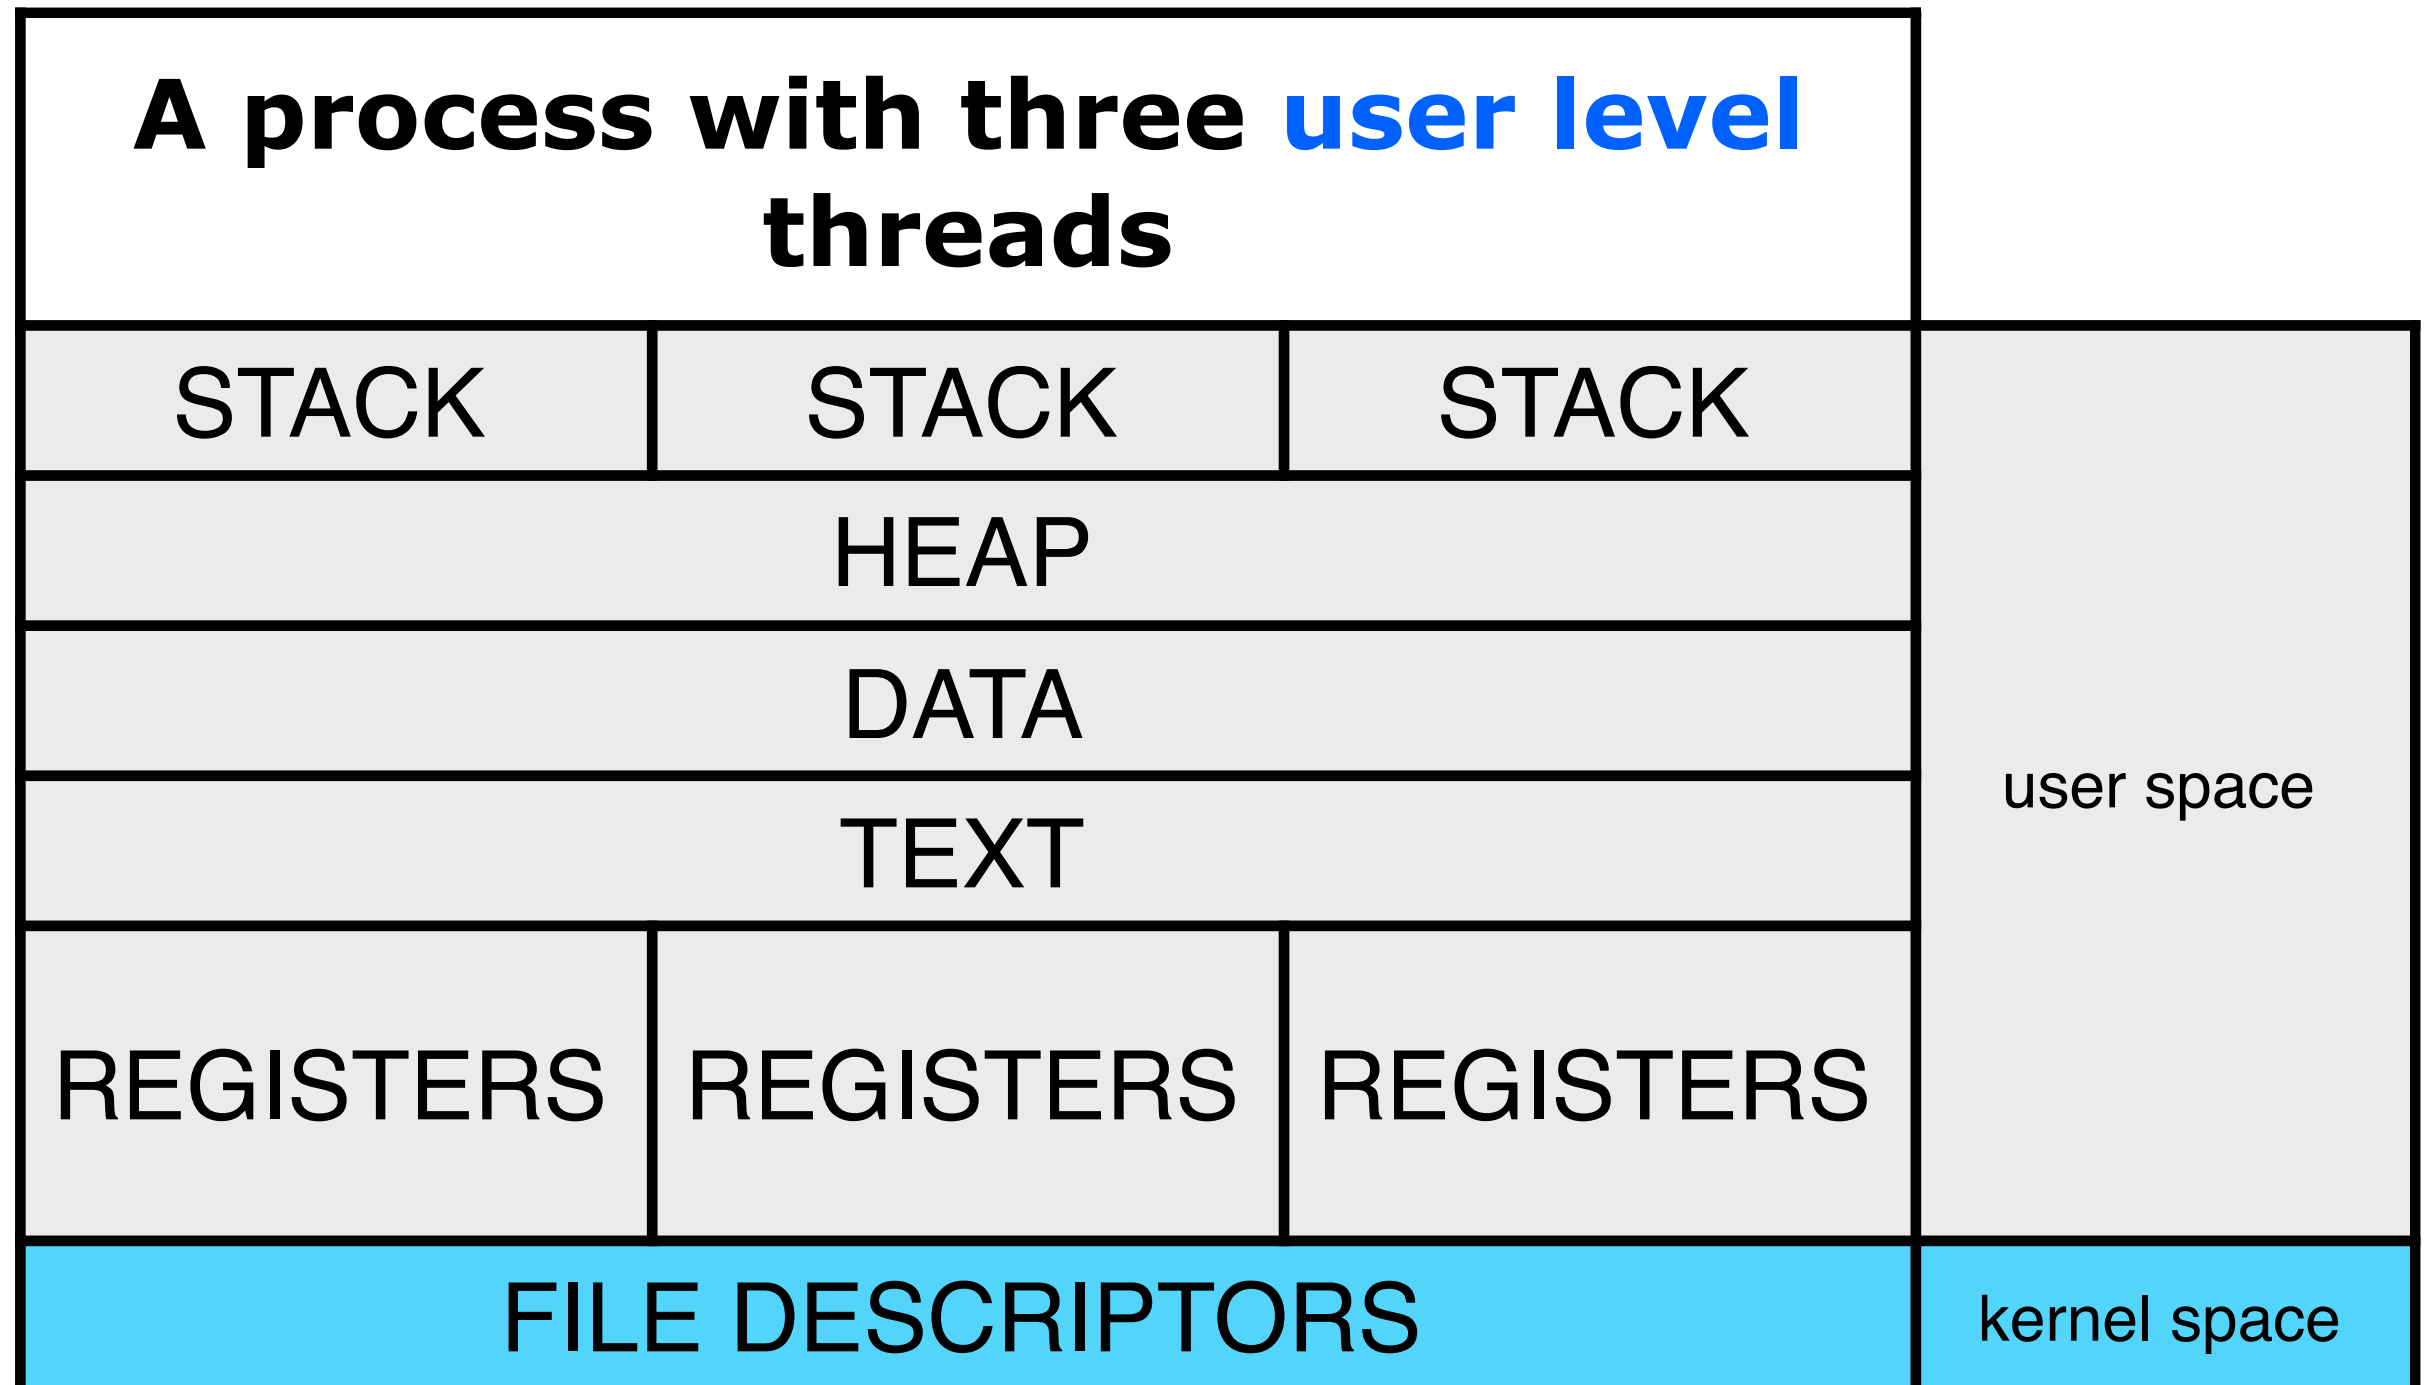 A process with three user level
threads
STACK STACK STACK
HEAP
DATA
TEXT
user space
REGISTERS REGISTERS REGISTERS
FILE DESCRIPTORS
kernel space